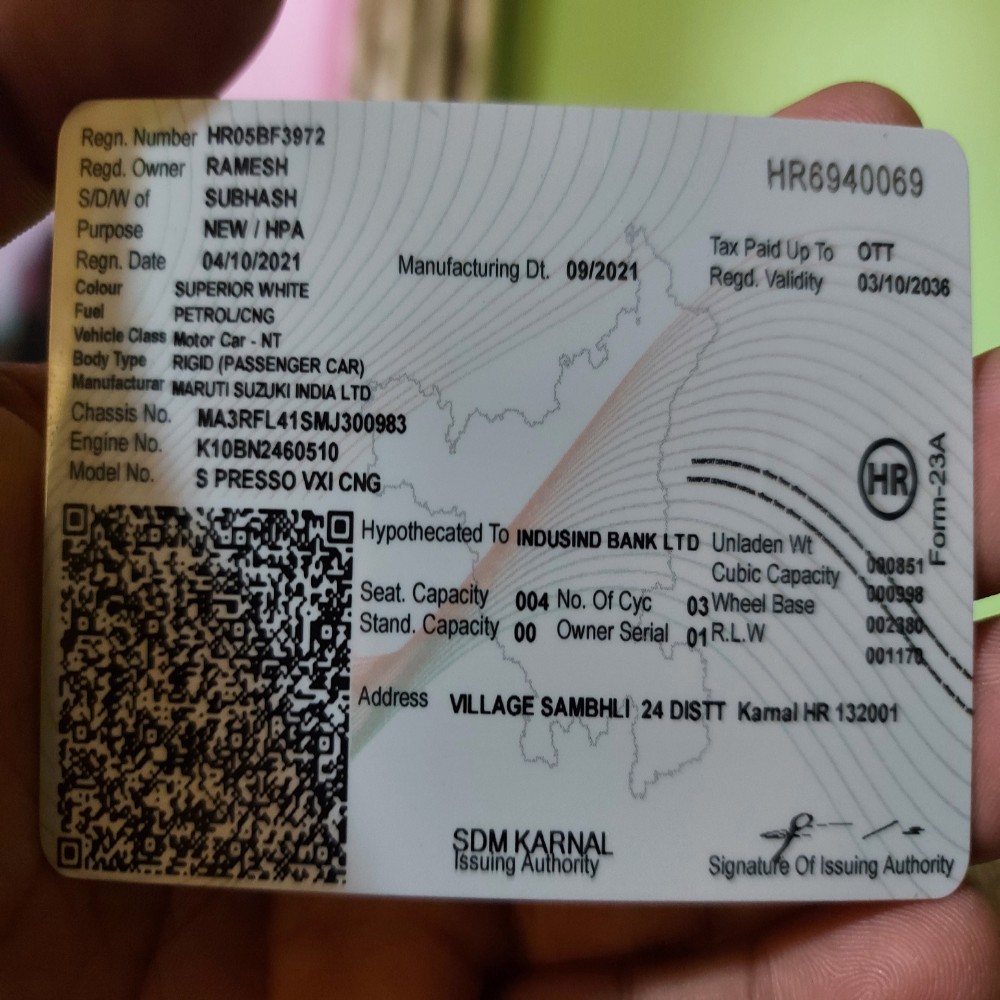 Regn. Number HR05BF3972
Regd. Owner RAMESH
HR6940069
S/D/W of SUBHASH
Purpose NEW / HPA
Regn. Date 04/10/2021
Manufacturing Dt. 09/2021
Tax Paid Up To OTT
Regd. Validity 03/10/2036
Colour SUPERIOR WHITE
Fuel PETROL/CNG
Vehicle Class Motor Car - NT
Body Type RIGID (PASSENGER CAR)
Manufacturar MARUTI SUZUKI INDIA LTD
Chassis No. MA3RFL41SMJ300983
Engine No. K10BN2460510
Model No. S PRESSO VXI CNG
HR
Form-23A
Hypothecated To INDUSIND BANK LTD
Unladen Wt 000851
Cubic Capacity 000998
Seat. Capacity 004 No. Of Cyc 03 Wheel Base 002380
Stand. Capacity 00 Owner Serial 01 R.L.W 001170
Address VILLAGE SAMBHLI 24 DISTT Karnal HR 132001
SDM KARNAL
Issuing Authority
Signature Of Issuing Authority